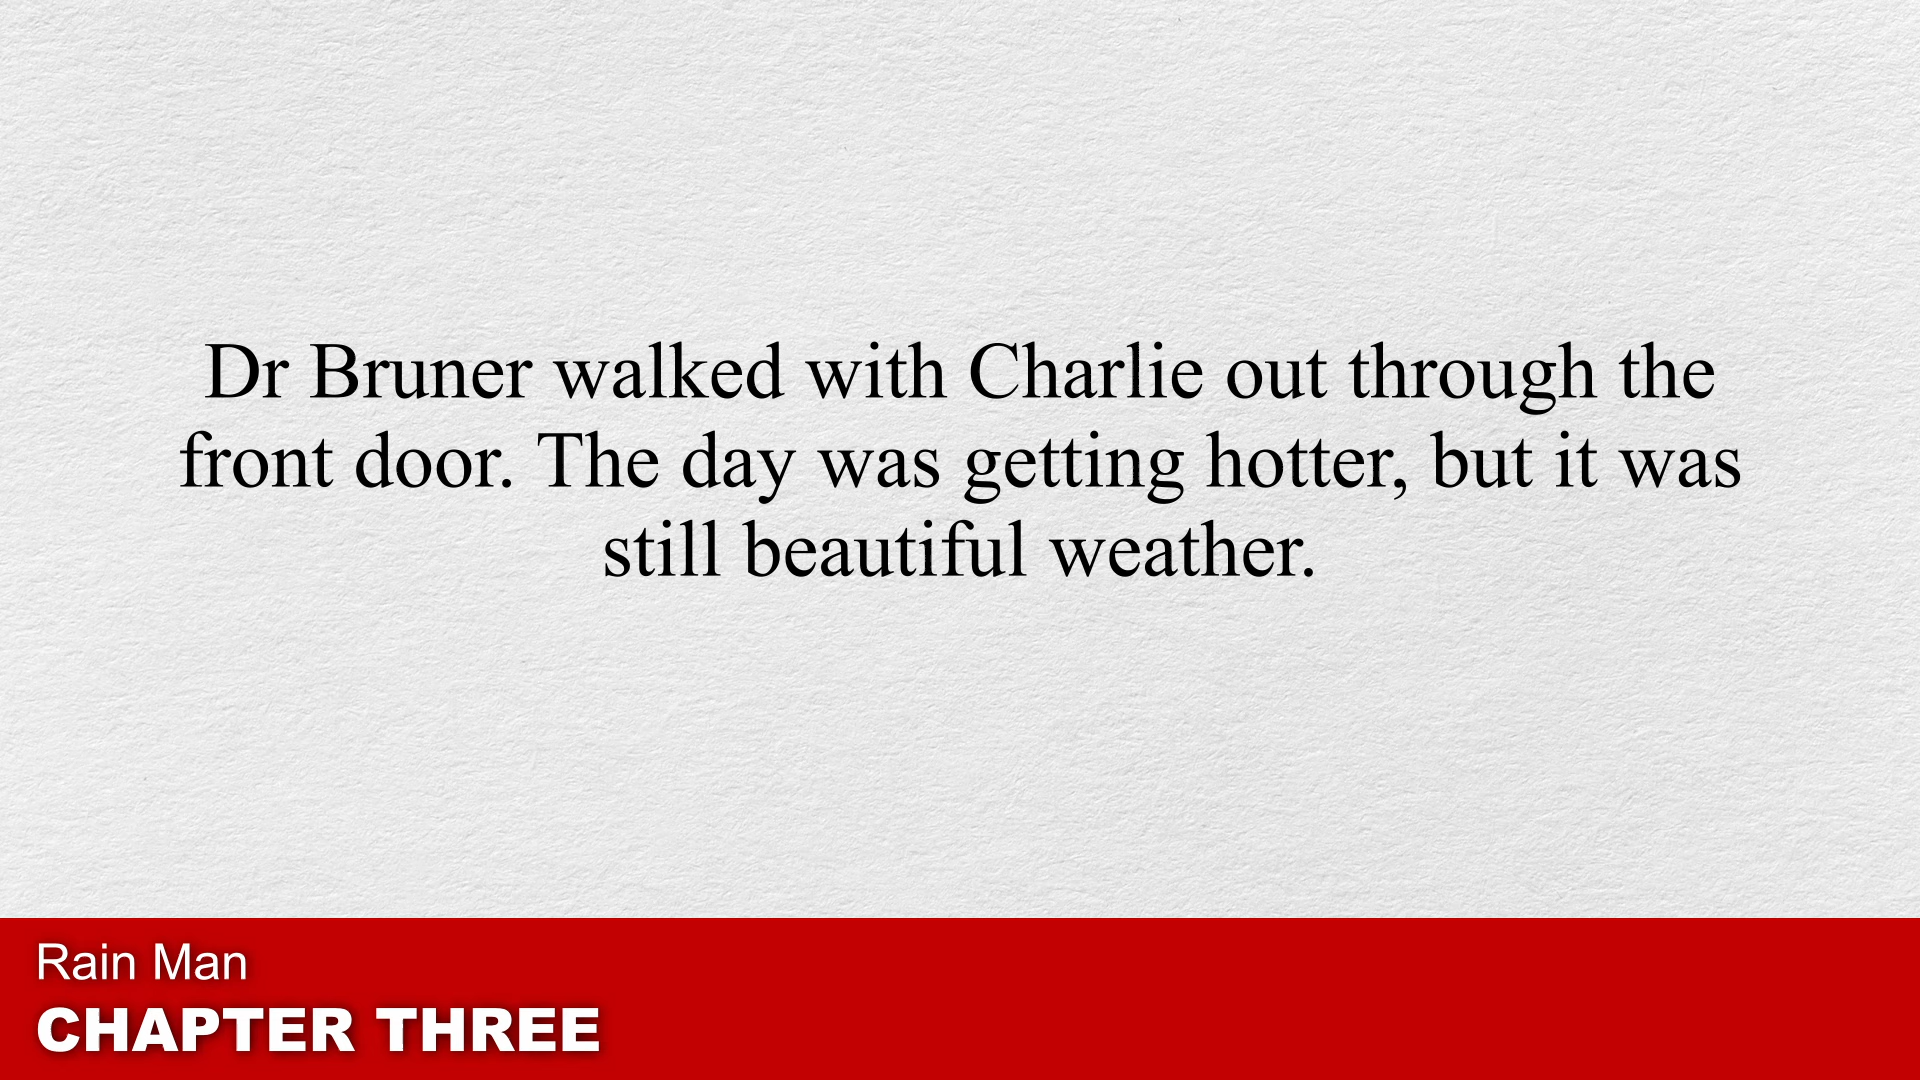 Dr Bruner walked with Charlie out through the
front door. The day was getting hotter, but it was
still beautiful weather.
Rain Man
CHAPTER THREE